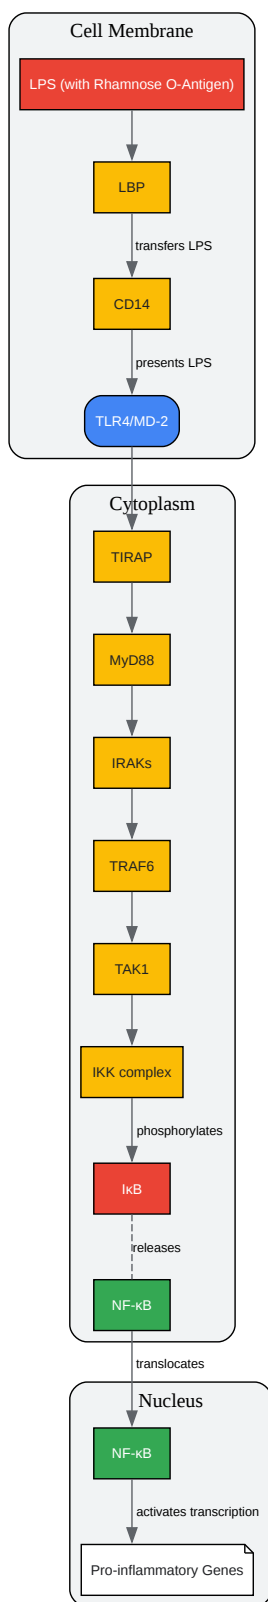 Cell Membrane
LPS (with Rhamnose O-Antigen)
LBP
transfers LPS
CD14
presents LPS
TLR4/MD-2
Cytoplasm
TIRAP
MyD88
IRAKs
TRAF6
TAK1
IKK complex
phosphorylates
IκB
releases
NF-κB
translocates
Nucleus
NF-κB
activates transcription
Pro-inflammatory Genes